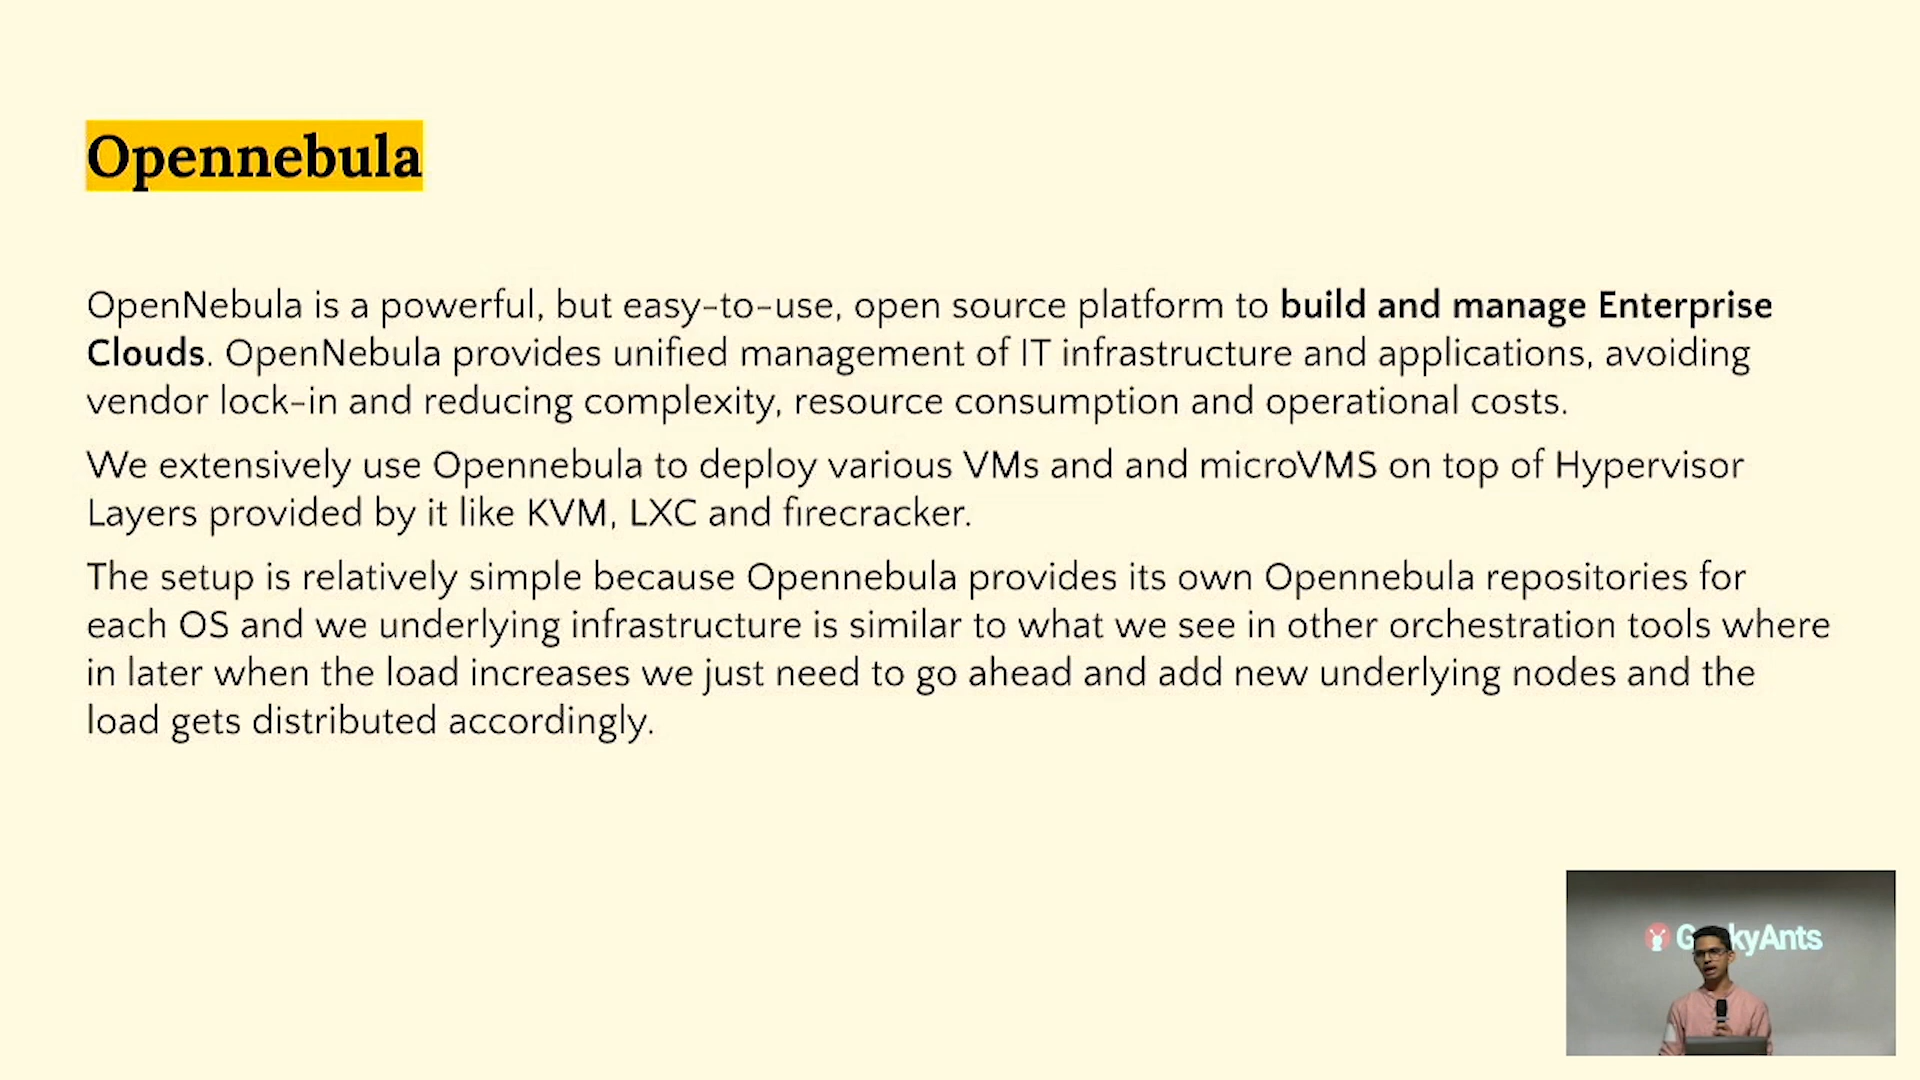 Opennebula
OpenNebula is a powerful, but easy-to-use, open source platform to build and manage Enterprise
Clouds. OpenNebula provides unified management of IT infrastructure and applications, avoiding
vendor lock-in and reducing complexity, resource consumption and operational costs.
We extensively use Opennebula to deploy various VMs and and microVMS on top of Hypervisor
Layers provided by it like KVM, LXC and firecracker.
The setup is relatively simple because Opennebula provides its own Opennebula repositories for
each OS and we underlying infrastructure is similar to what we see in other orchestration tools where
in later when the load increases we just need to go ahead and add new underlying nodes and the
load gets distributed accordingly.
G kyAnts